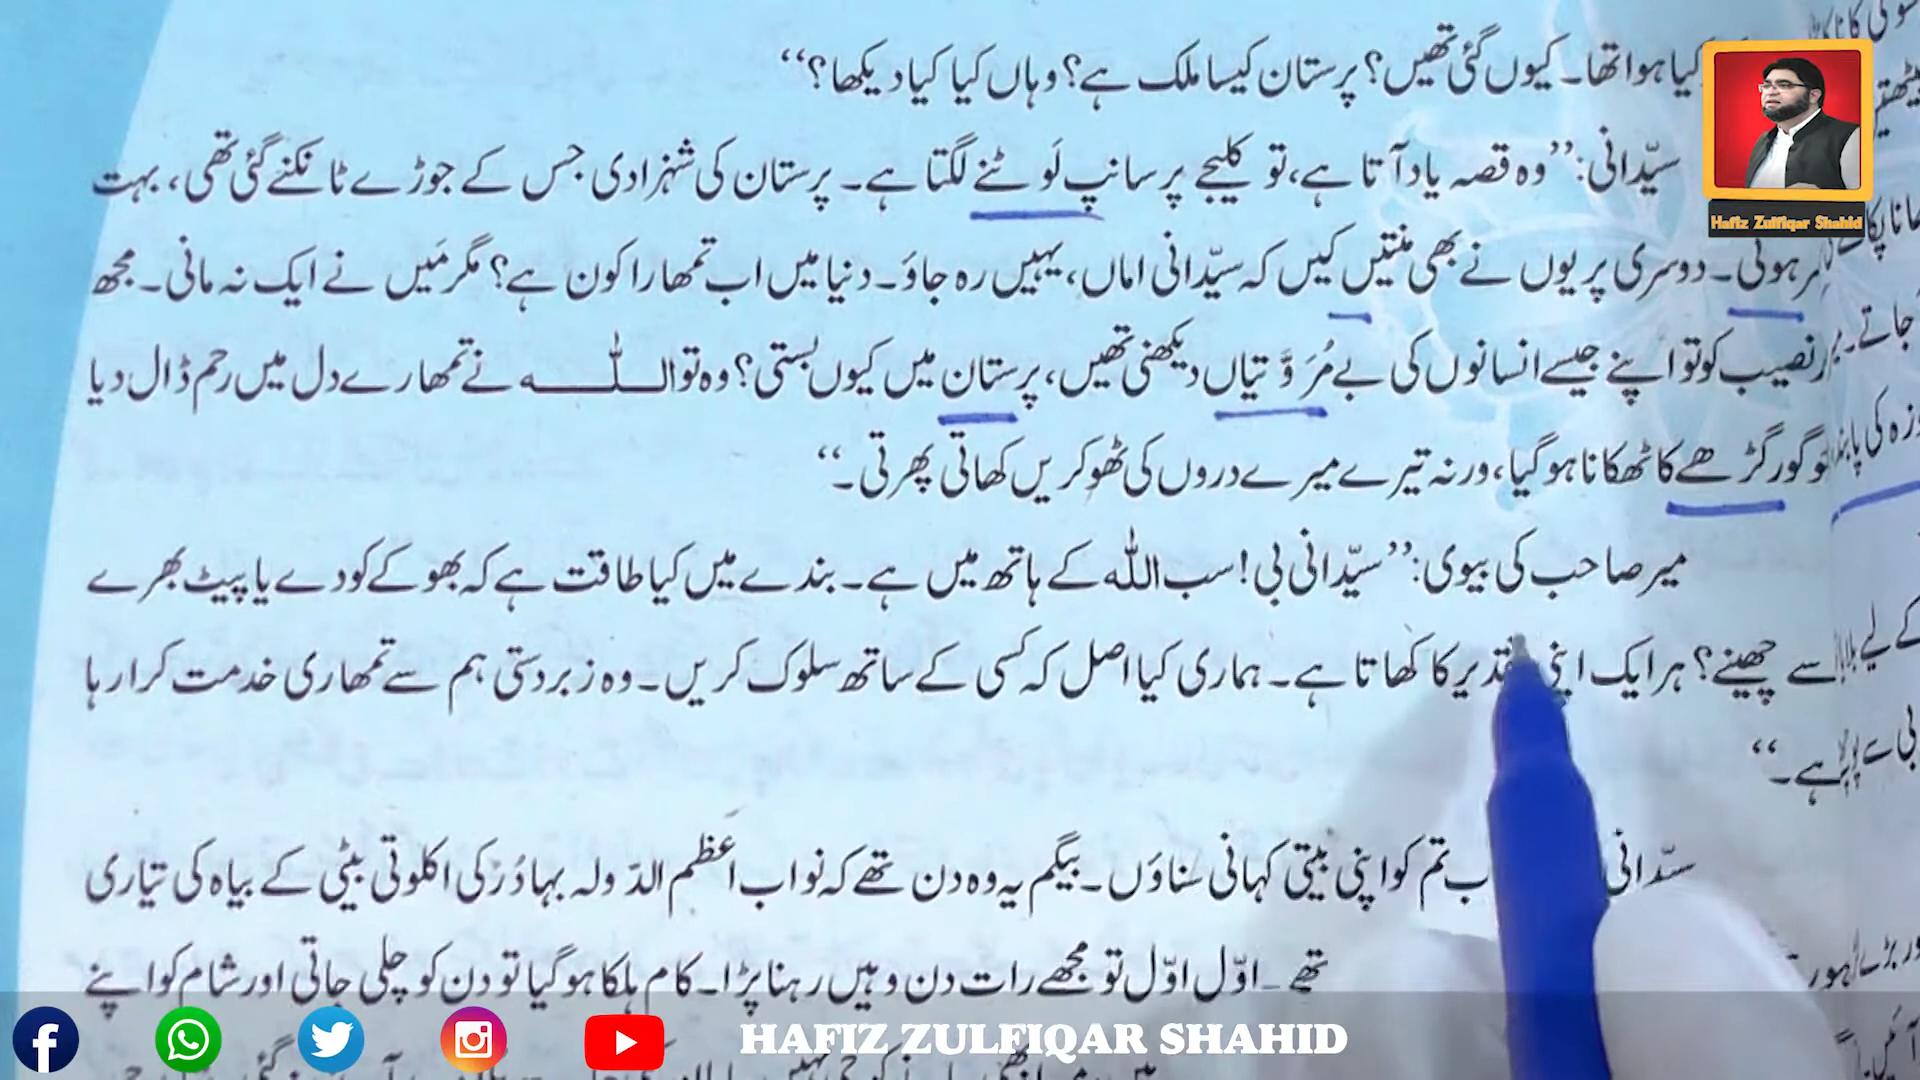 کیا ہوا تھا۔ کیوں گئی تھیں؟ پرستان کیسا ملک ہے؟ وہاں کیا کیا دیکھا؟‘‘
سیّدانی: ’’وہ قصہ یاد آتا ہے، تو کلیجے پر سانپ لَوٹنے لگتا ہے۔ پرستان کی شہزادی جس کے جوڑے ٹانکنے گئی تھی، بہت
ہوئی۔ دوسری پریوں نے بھی منتیں کیں کہ سیّدانی اماں، یہیں رہ جاؤ۔ دنیا میں اب تمھارا کون ہے؟ مگر مَیں نے ایک نہ مانی۔ مجھ
نصیب کو تو اپنے جیسے انسانوں کی بے مُرَوَّتیاں دیکھنی تھیں، پرستان میں کیوں بستی؟ وہ تو اللہ نے تمھارے دل میں رحم ڈال دیا
گور گڑھے کا ٹھکانا ہو گیا، ورنہ تیرے میرے دروں کی ٹھوکریں کھاتی پھرتی۔‘‘
میر صاحب کی بیوی: ’’سیّدانی بی! سب اللہ کے ہاتھ میں ہے۔ بندے میں کیا طاقت ہے کہ بھوکے کو دے یا پیٹ بھرے
سے چھینے؟ ہر ایک اپنی تقدیر کا کھاتا ہے۔ ہماری کیا اصل کہ کسی کے ساتھ سلوک کریں۔ وہ زبردستی ہم سے تمھاری خدمت کرا رہا
ہے۔‘‘
سیّدانی تم کو اپنی بیتی کہانی سناؤں۔ بیگم یہ وہ دن تھے کہ نواب اعظم الدّولہ بہادُر کی اکلوتی بیٹی کے بیاہ کی تیاری
تھے۔ اوّل اوّل تو مجھے رات دن وہیں رہنا پڑا۔ کام ہلکا ہو گیا تو دن کو چلی جاتی اور شام کو اپنے
Hafiz Zulfiqar Shahid
HAFIZ ZULFIQAR SHAHID